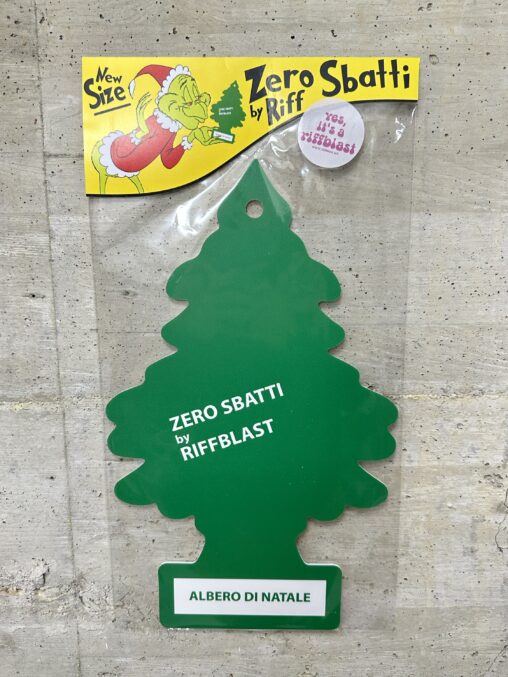 New
Size
Zero Sbatti
by Riff
yes,
it's a
riffblast
ZERO SBATTI
by
RIFFBLAST
ALBERO DI NATALE